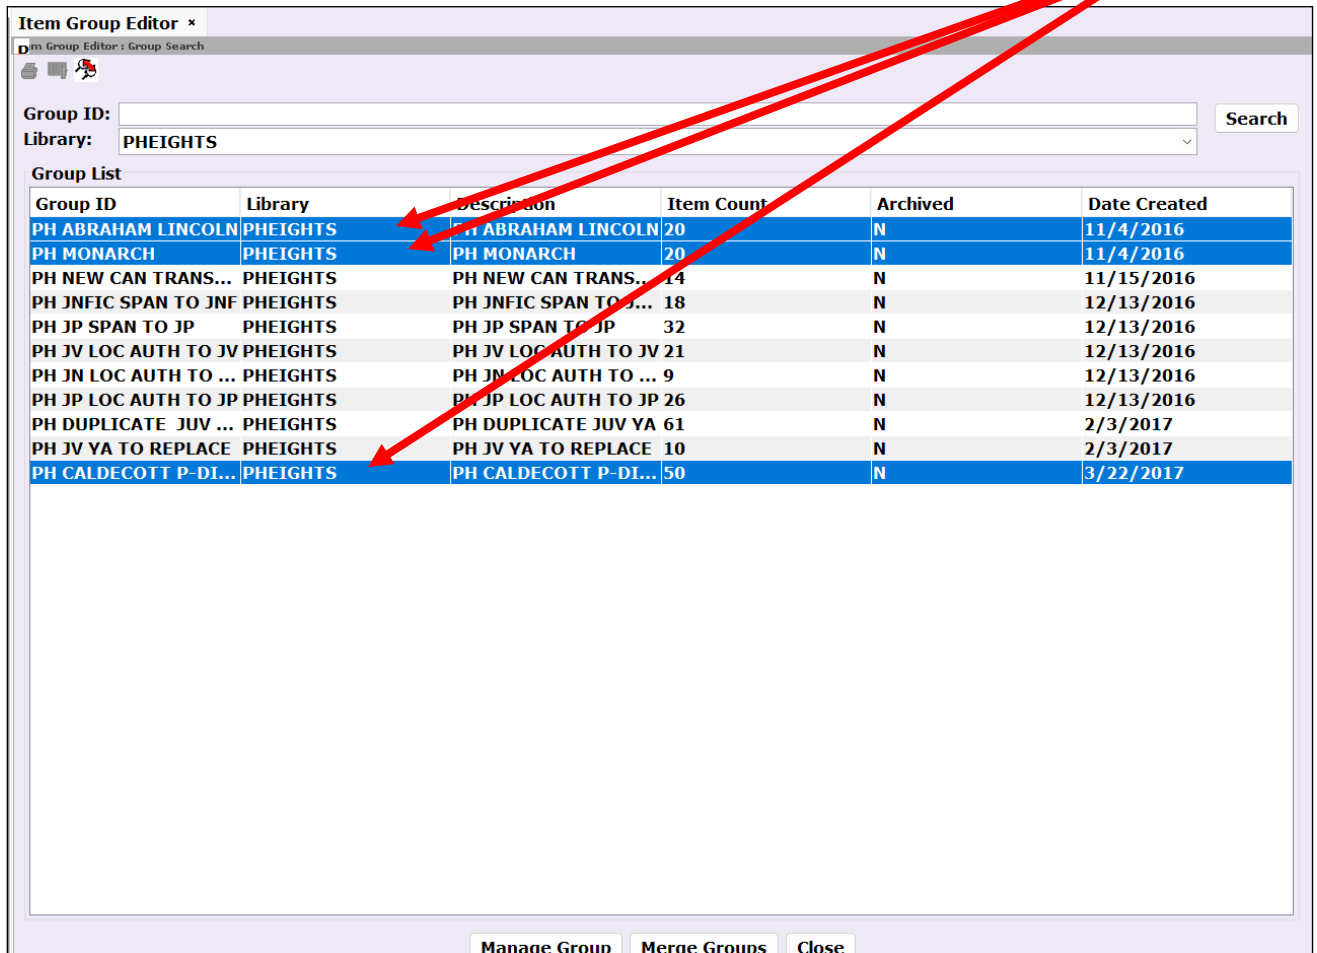 Item Group Editor ×
D m Group Editor : Group Search
Group ID:
Search
Library: PHEIGHTS
Group List
Group ID Library Description Item Count Archived Date Created
PH ABRAHAM LINCOLN PHEIGHTS PH ABRAHAM LINCOLN 20 N 11/4/2016
PH MONARCH PHEIGHTS PH MONARCH 20 N 11/4/2016
PH NEW CAN TRANS... PHEIGHTS PH NEW CAN TRANS... 14 N 11/15/2016
PH JNFIC SPAN TO JNF PHEIGHTS PH JNFIC SPAN TO J... 18 N 12/13/2016
PH JP SPAN TO JP PHEIGHTS PH JP SPAN TO JP 32 N 12/13/2016
PH JV LOC AUTH TO JV PHEIGHTS PH JV LOC AUTH TO JV 21 N 12/13/2016
PH JN LOC AUTH TO ... PHEIGHTS PH JN LOC AUTH TO ... 9 N 12/13/2016
PH JP LOC AUTH TO JP PHEIGHTS PH JP LOC AUTH TO JP 26 N 12/13/2016
PH DUPLICATE JUV ... PHEIGHTS PH DUPLICATE JUV YA 61 N 2/3/2017
PH JV YA TO REPLACE PHEIGHTS PH JV YA TO REPLACE 10 N 2/3/2017
PH CALDECOTT P-DI... PHEIGHTS PH CALDECOTT P-DI... 50 N 3/22/2017
Manage Group Merge Groups Close